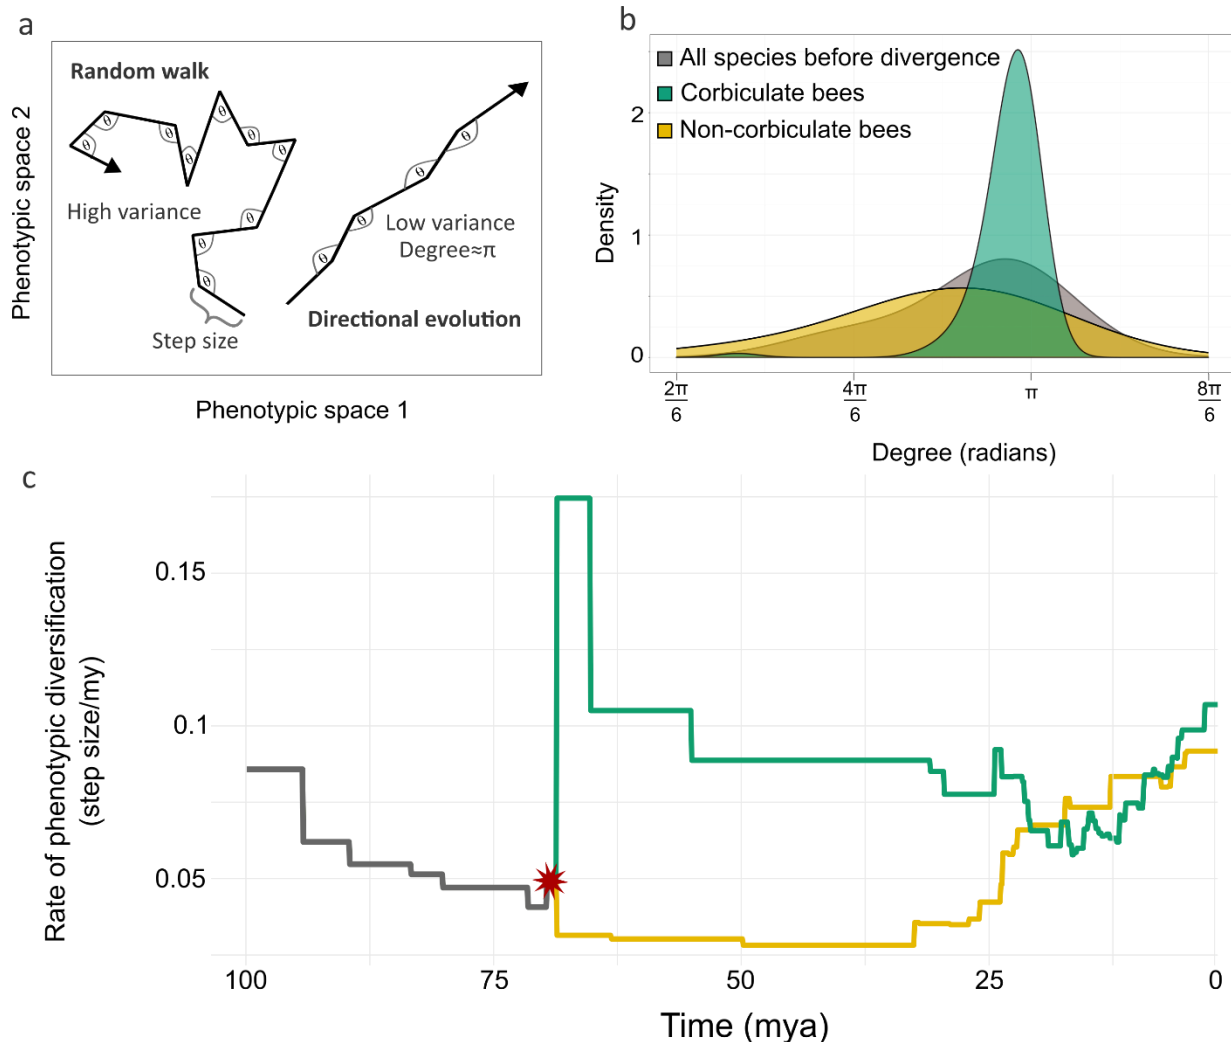 a
Random walk
θ
θ
θ
θ
θ
θ
θ
θ
θ
θ
θ
High variance
Step size
θ
θ
θ
θ
Low variance
Degree≈π
Directional evolution
Phenotypic space 2
Phenotypic space 1
b
All species before divergence
Corbiculate bees
Non-corbiculate bees
Density
2
1
0
2π
6
4π
6
π
8π
6
Degree (radians)
c
Rate of phenotypic diversification
(step size/my)
0.15
0.1
0.05
100
75
50
25
0
Time (mya)